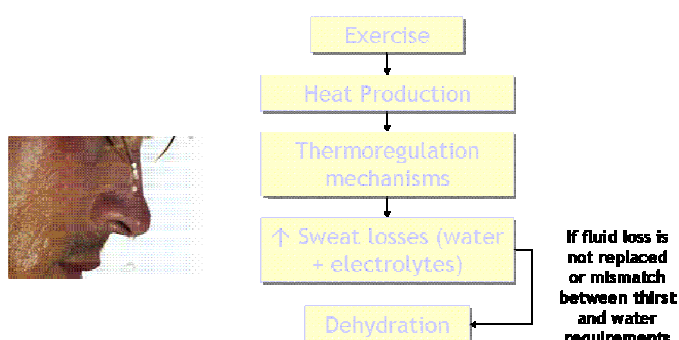 Exercise
Heat Production
Thermoregulation
mechanisms
↑ Sweat losses (water
+ electrolytes)
If fluid loss is
not replaced
or mismatch
between thirst
and water
requirements
Dehydration